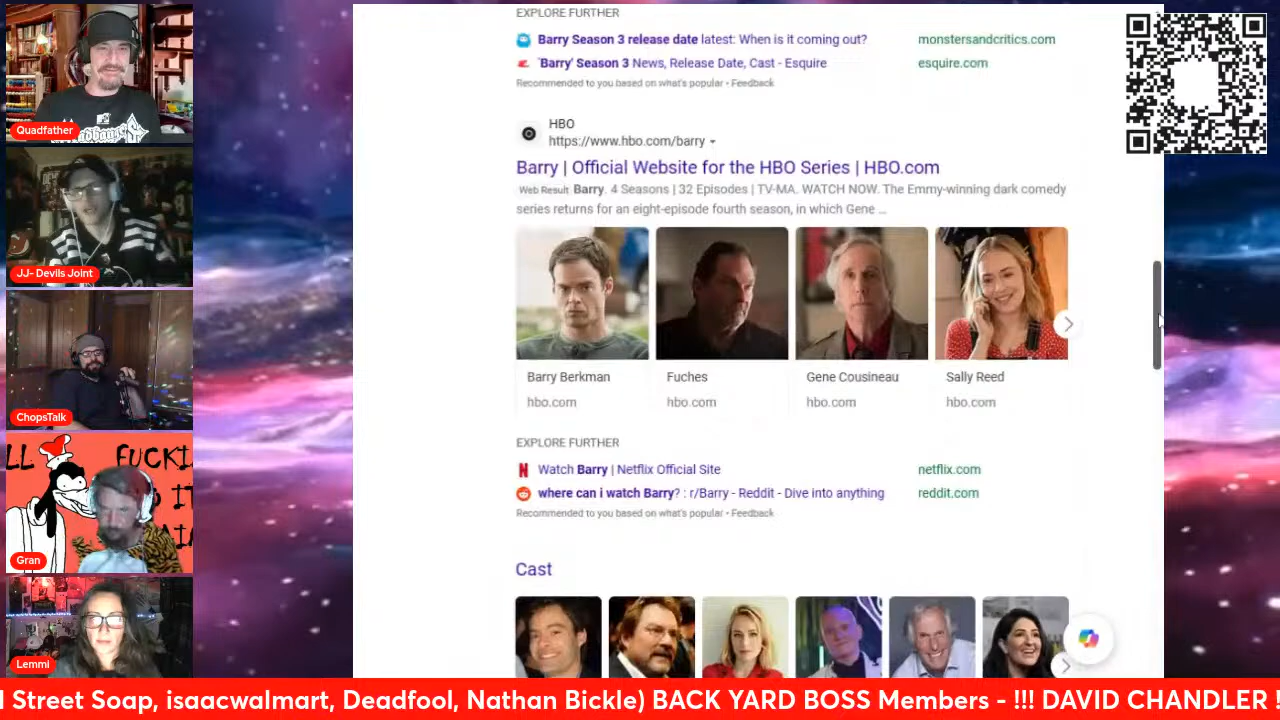 EXPLORE FURTHER
Barry Season 3 release date latest: When is it coming out?
monstersandcritics.com
'Barry' Season 3 News, Release Date, Cast - Esquire
esquire.com
Recommended to you based on what's popular • Feedback
HBO
https://www.hbo.com/barry
Barry | Official Website for the HBO Series | HBO.com
Web Result Barry. 4 Seasons | 32 Episodes | TV-MA. WATCH NOW. The Emmy-winning dark comedy
series returns for an eight-episode fourth season, in which Gene ...
Barry Berkman
hbo.com
Fuches
hbo.com
Gene Cousineau
hbo.com
Sally Reed
hbo.com
EXPLORE FURTHER
Watch Barry | Netflix Official Site
netflix.com
where can i watch Barry? : r/Barry - Reddit - Dive into anything
reddit.com
Recommended to you based on what's popular • Feedback
Cast
Quadfather
JJ- Devils Joint
ChopsTalk
LL FUCKI
IT
Gran
Lemmi
Street Soap, isaacwalmart, Deadfool, Nathan Bickle) BACK YARD BOSS Members - !!! DAVID CHANDLER